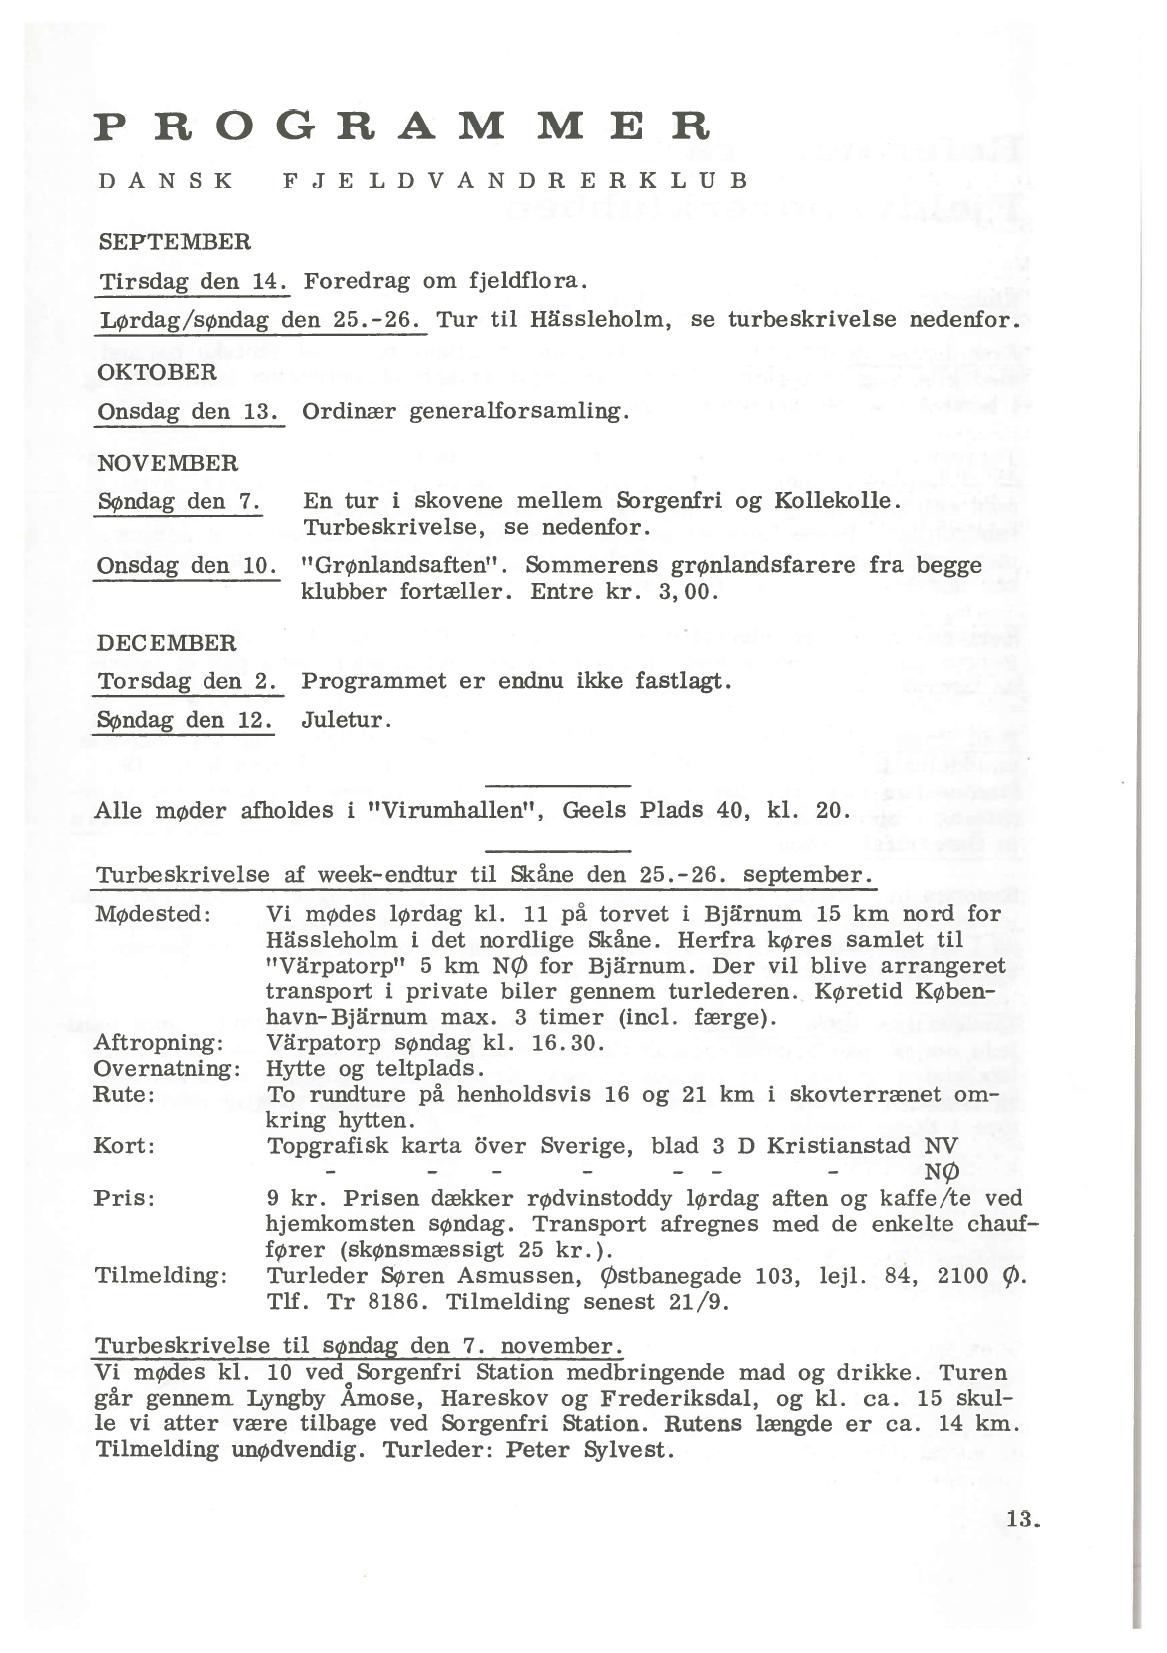 PROGRAMMER
DANSK FJELDVANDRERKLUB
SEPTEMBER
Tirsdag den 14. Foredrag om fjeldflora.
Lørdag/søndag den 25.-26. Tur til Hässleholm, se turbeskrivelse nedenfor.
OKTOBER
Onsdag den 13. Ordinær generalforsamling.
NOVEMBER
Søndag den 7. En tur i skovene mellem Sorgenfri og Kollekolle.
Turbeskrivelse, se nedenfor.
Onsdag den 10. "Grønlandsaften". Sommerens grønlandsfarere fra begge
klubber fortæller. Entre kr. 3,00.
DECEMBER
Torsdag den 2. Programmet er endnu ikke fastlagt.
Søndag den 12. Juletur.
Alle møder afholdes i "Virumhallen", Geels Plads 40, kl. 20.
Turbeskrivelse af week-endtur til Skåne den 25.-26. september.
Mødested: Vi mødes lørdag kl. 11 på torvet i Bjärnum 15 km nord for
Hässleholm i det nordlige Skåne. Herfra køres samlet til
"Värpatorp" 5 km NØ for Bjärnum. Der vil blive arrangeret
transport i private biler gennem turlederen. Køretid Køben-
havn-Bjärnum max. 3 timer (incl. færge).
Aftropning: Värpatorp søndag kl. 16.30.
Overnatning: Hytte og teltplads.
Rute: To rundture på henholdsvis 16 og 21 km i skovterrænet om-
kring hytten.
Kort: Topgrafisk karta över Sverige, blad 3 D Kristianstad NV
- - - - - - - NØ
Pris: 9 kr. Prisen dækker rødvinstoddy lørdag aften og kaffe/te ved
hjemkomsten søndag. Transport afregnes med de enkelte chauf-
fører (skønsmæssigt 25 kr.).
Tilmelding: Turleder Søren Asmussen, Østbanegade 103, lejl. 84, 2100 Ø.
Tlf. Tr 8186. Tilmelding senest 21/9.
Turbeskrivelse til søndag den 7. november.
Vi mødes kl. 10 ved Sorgenfri Station medbringende mad og drikke. Turen
går gennem Lyngby Åmose, Hareskov og Frederiksdal, og kl. ca. 15 skul-
le vi atter være tilbage ved Sorgenfri Station. Rutens længde er ca. 14 km.
Tilmelding unødvendig. Turleder: Peter Sylvest.
13.